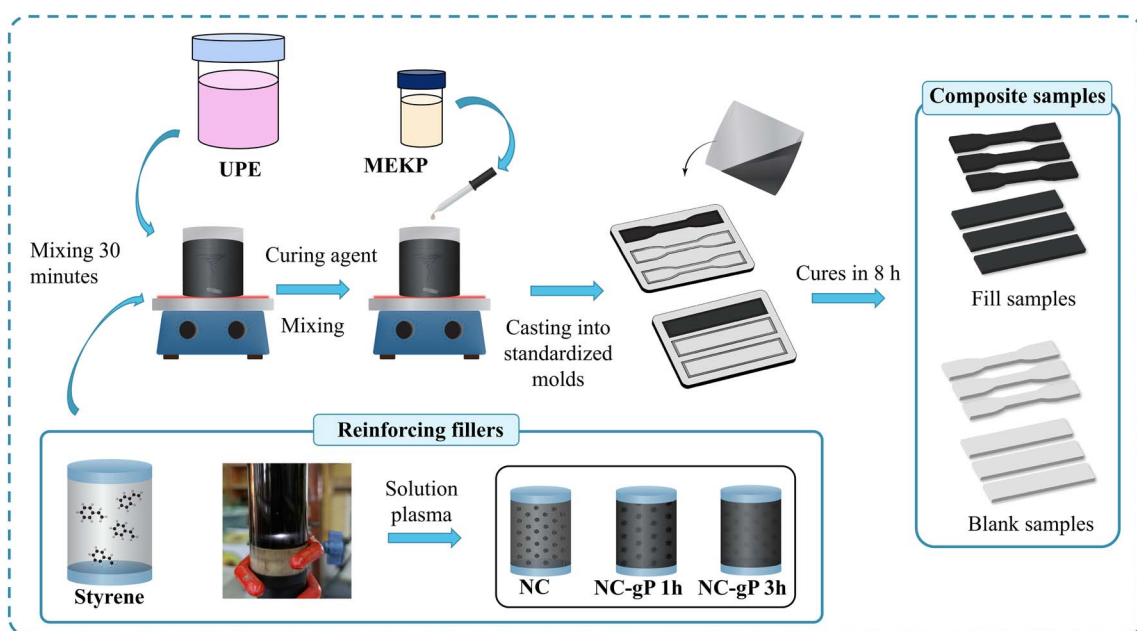 UPE
MEKP
Mixing 30
minutes
Curing agent
Mixing
Casting into
standardized
molds
Cures in 8 h
Composite samples
Fill samples
Blank samples
Reinforcing fillers
Styrene
Solution
plasma
NC
NC-gP 1h
NC-gP 3h